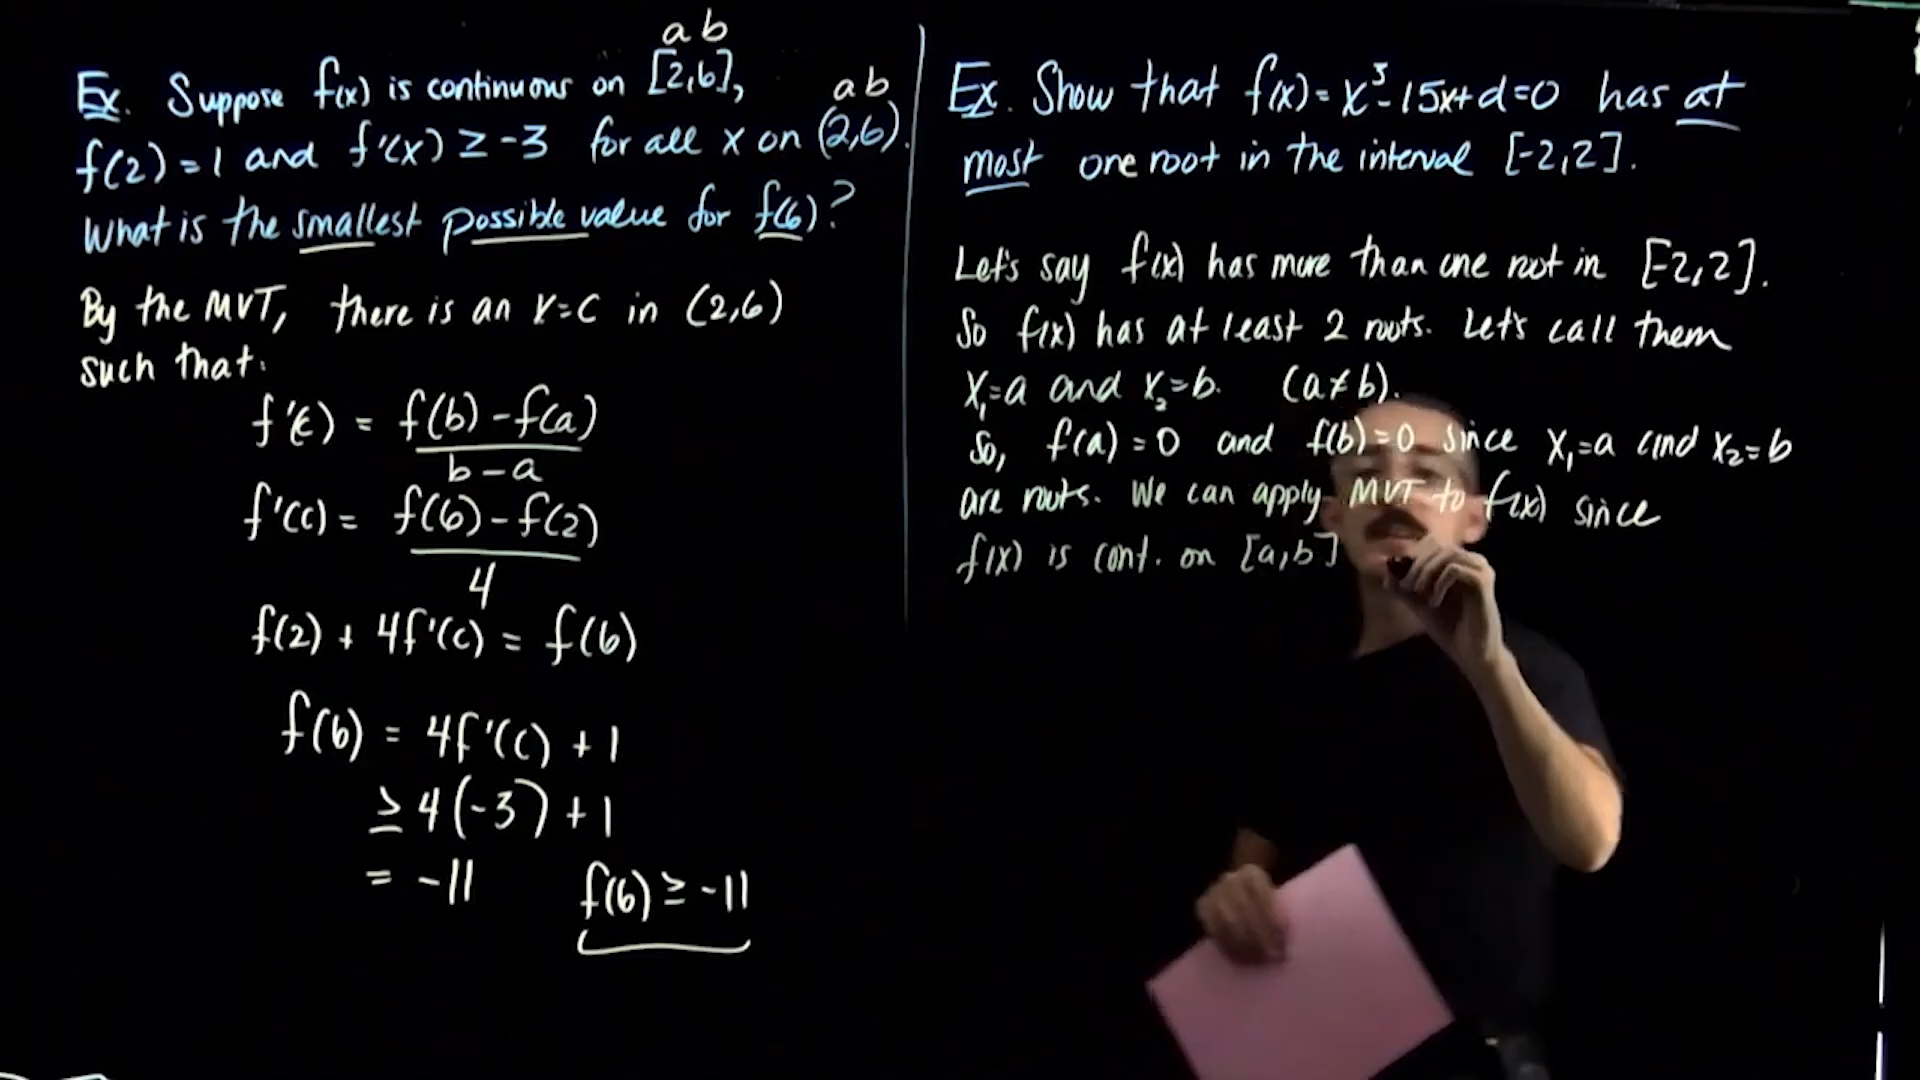 a b
Ex. Suppose f(x) is continuous on [2,6],
a b
f(2) = 1 and f'(x) ≥ -3 for all x on (2,6).
What is the smallest possible value for f(6)?
By the MVT, there is an x=c in (2,6)
such that:
f'(c) = f(b) - f(a)
b - a
f'(c) = f(6) - f(2)
4
f(2) + 4f'(c) = f(6)
f(6) = 4f'(c) + 1
≥ 4(-3) + 1
= -11
f(6) ≥ -11
Ex. Show that f(x) = x³ - 15x + d = 0 has at
most one root in the interval [-2,2].
Let's say f(x) has more than one root in [-2,2].
So f(x) has at least 2 roots. Let's call them
x₁=a and x₂=b. (a≠b).
So, f(a) = 0 and f(b) = 0 since x₁=a and x₂=b
are roots. We can apply MVT to f(x) since
f(x) is cont. on [a,b]